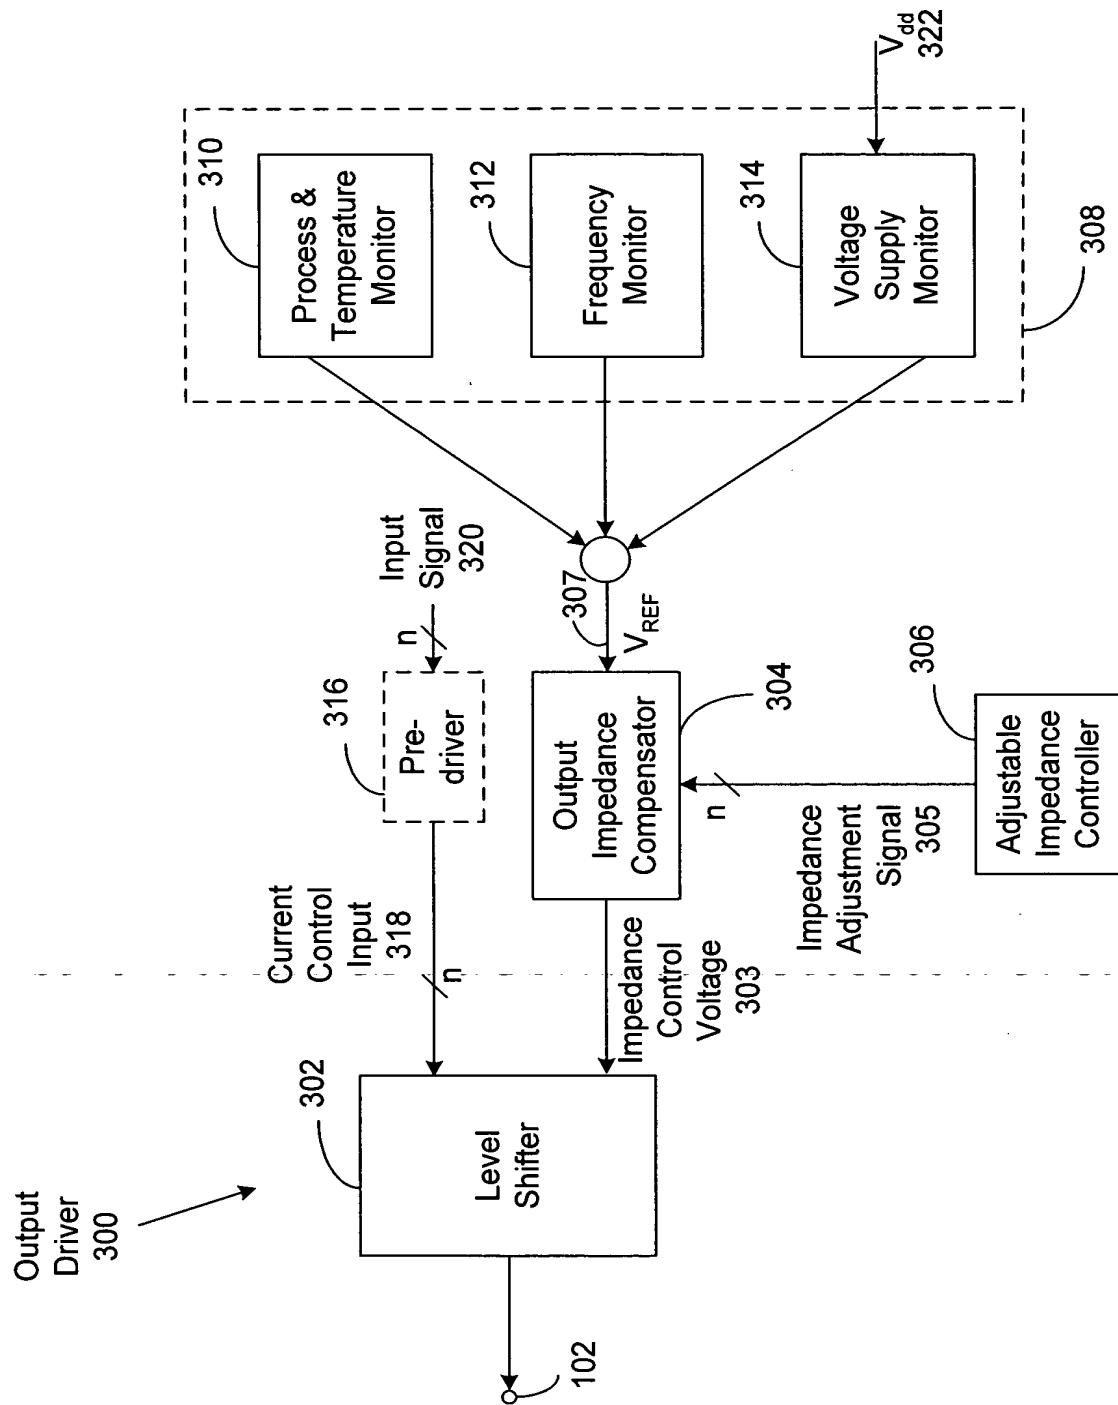 Output
Driver
300
302
Level
Shifter
102
Current
Control
Input
318
n
316
Pre-
driver
n
Input
Signal
320
Impedance
Control
Voltage
303
Output
Impedance
Compensator
304
307
VREF
n
Impedance
Adjustment
Signal
305
306
Adjustable
Impedance
Controller
310
Process &
Temperature
Monitor
312
Frequency
Monitor
314
Voltage
Supply
Monitor
308
Vdd
322